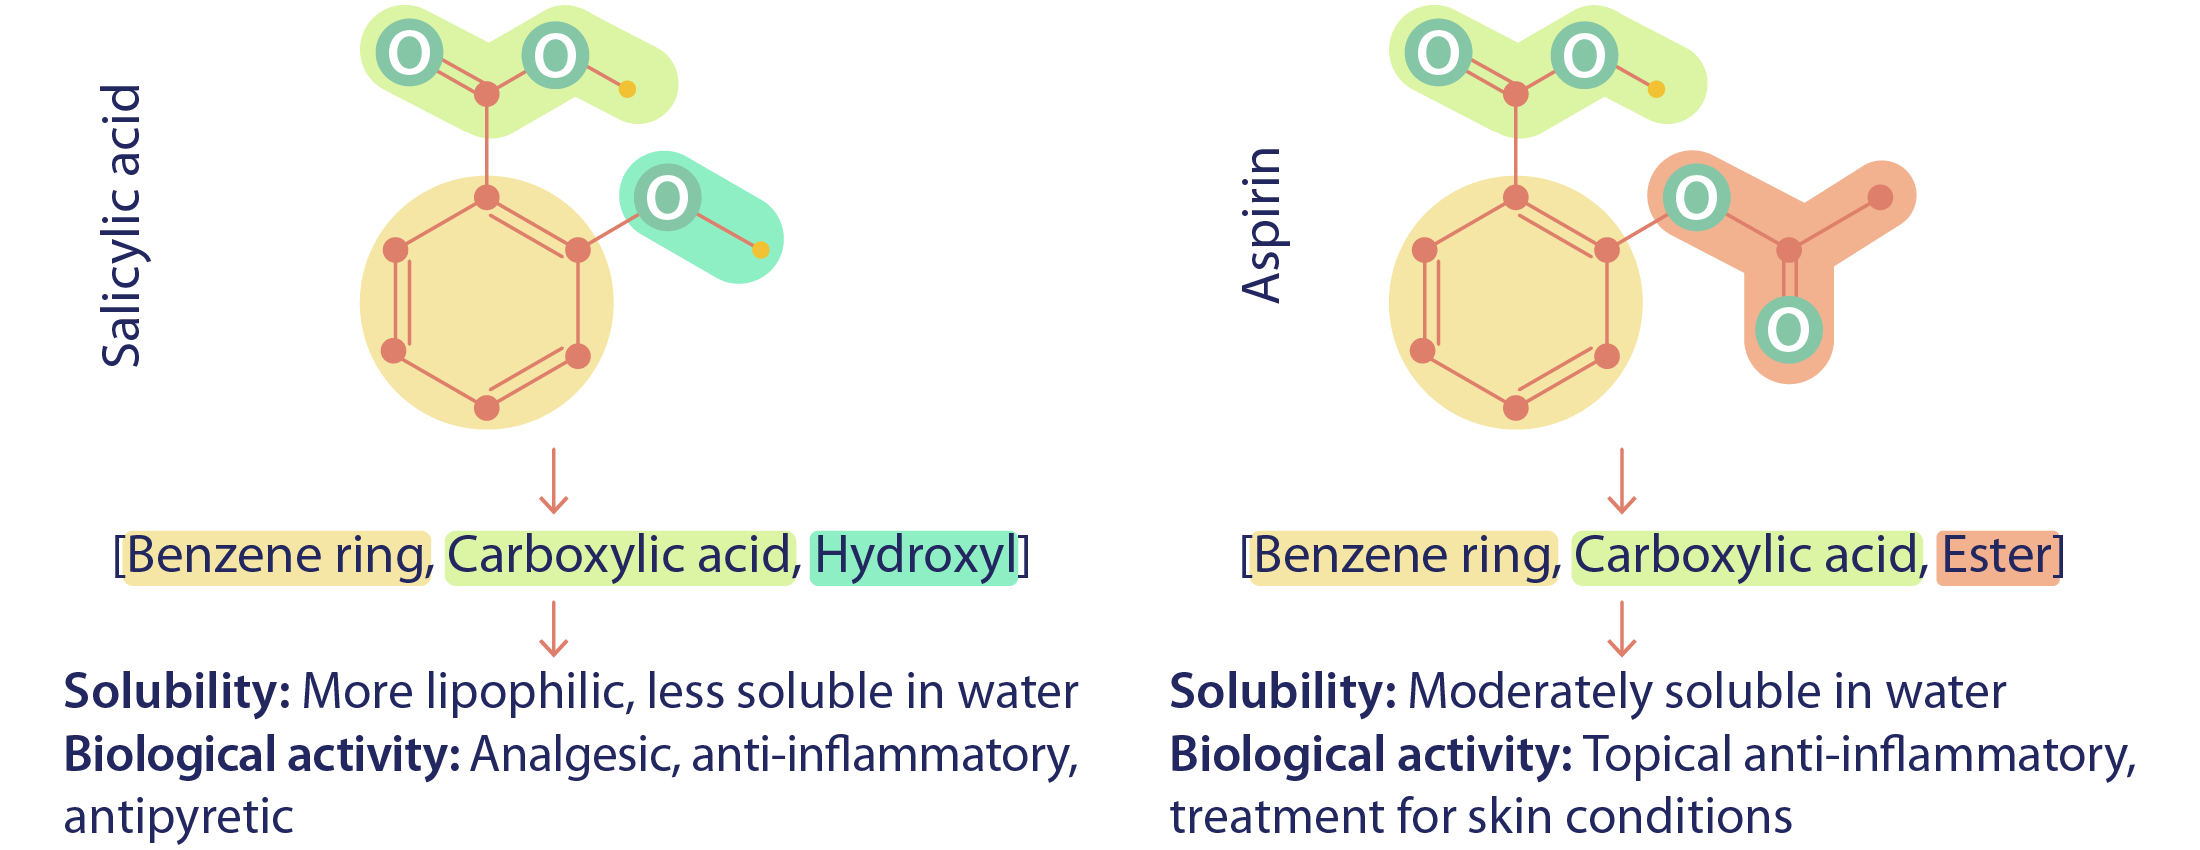 Salicylic acid
O
O
O
[Benzene ring, Carboxylic acid, Hydroxyl]
Solubility: More lipophilic, less soluble in water
Biological activity: Analgesic, anti-inflammatory,
antipyretic
Aspirin
O
O
O
O
[Benzene ring, Carboxylic acid, Ester]
Solubility: Moderately soluble in water
Biological activity: Topical anti-inflammatory,
treatment for skin conditions